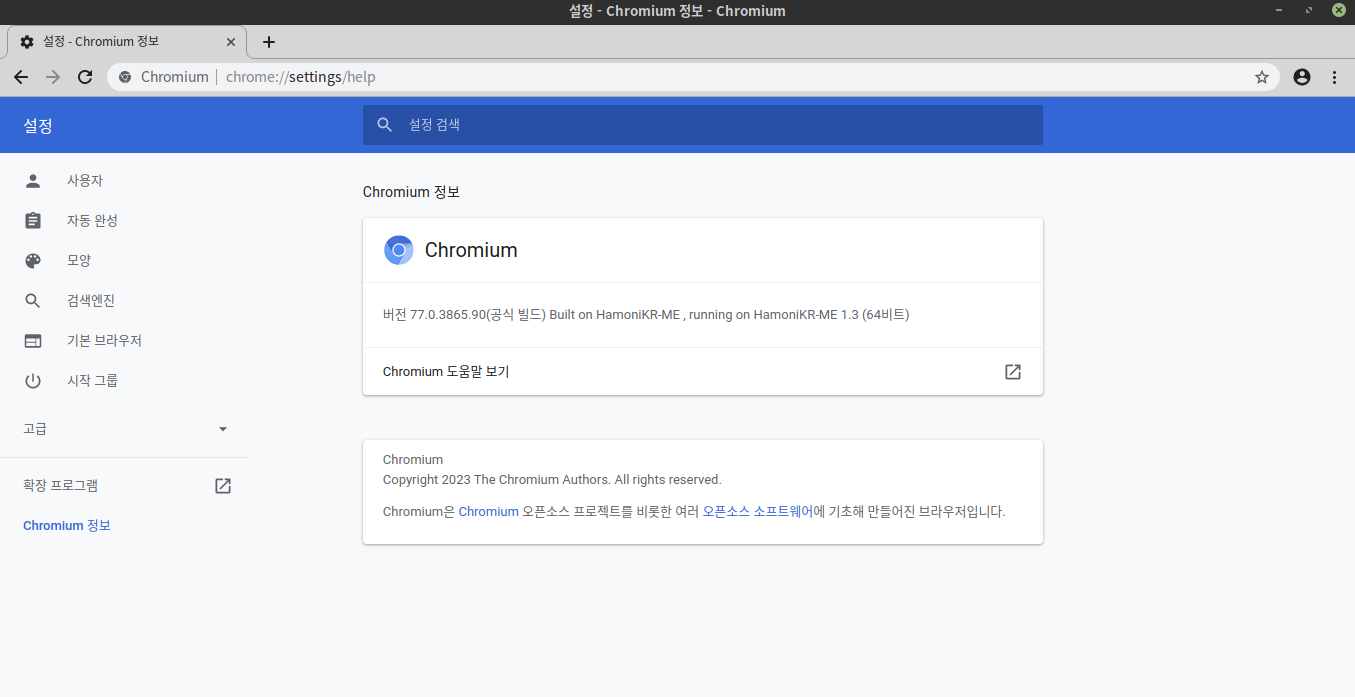 설정 - Chromium 정보 - Chromium
설정 - Chromium 정보
Chromium | chrome://settings/help
설정
설정 검색
사용자
자동 완성
모양
검색엔진
기본 브라우저
시작 그룹
고급
확장 프로그램
Chromium 정보
Chromium 정보
Chromium
버전 77.0.3865.90(공식 빌드) Built on HamoniKR-ME , running on HamoniKR-ME 1.3 (64비트)
Chromium 도움말 보기
Chromium
Copyright 2023 The Chromium Authors. All rights reserved.
Chromium은 Chromium 오픈소스 프로젝트를 비롯한 여러 오픈소스 소프트웨어에 기초해 만들어진 브라우저입니다.